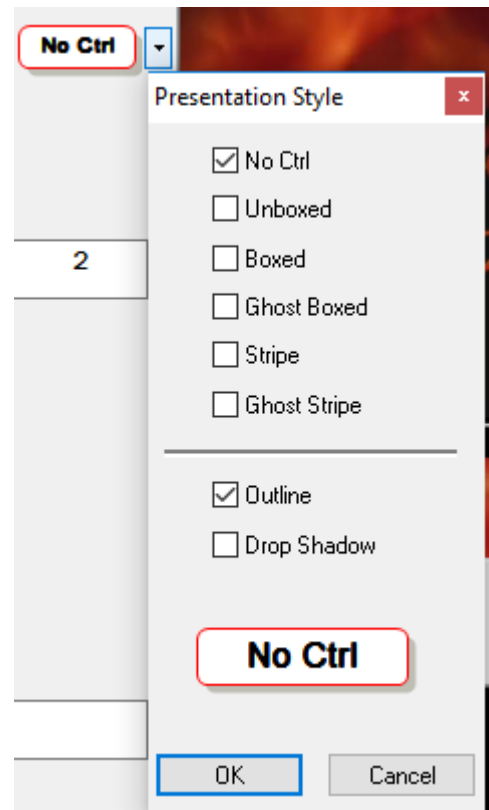 No Ctrl
Presentation Style
x
No Ctrl
Unboxed
2
Boxed
Ghost Boxed
Stripe
Ghost Stripe
Outline
Drop Shadow
No Ctrl
OK
Cancel